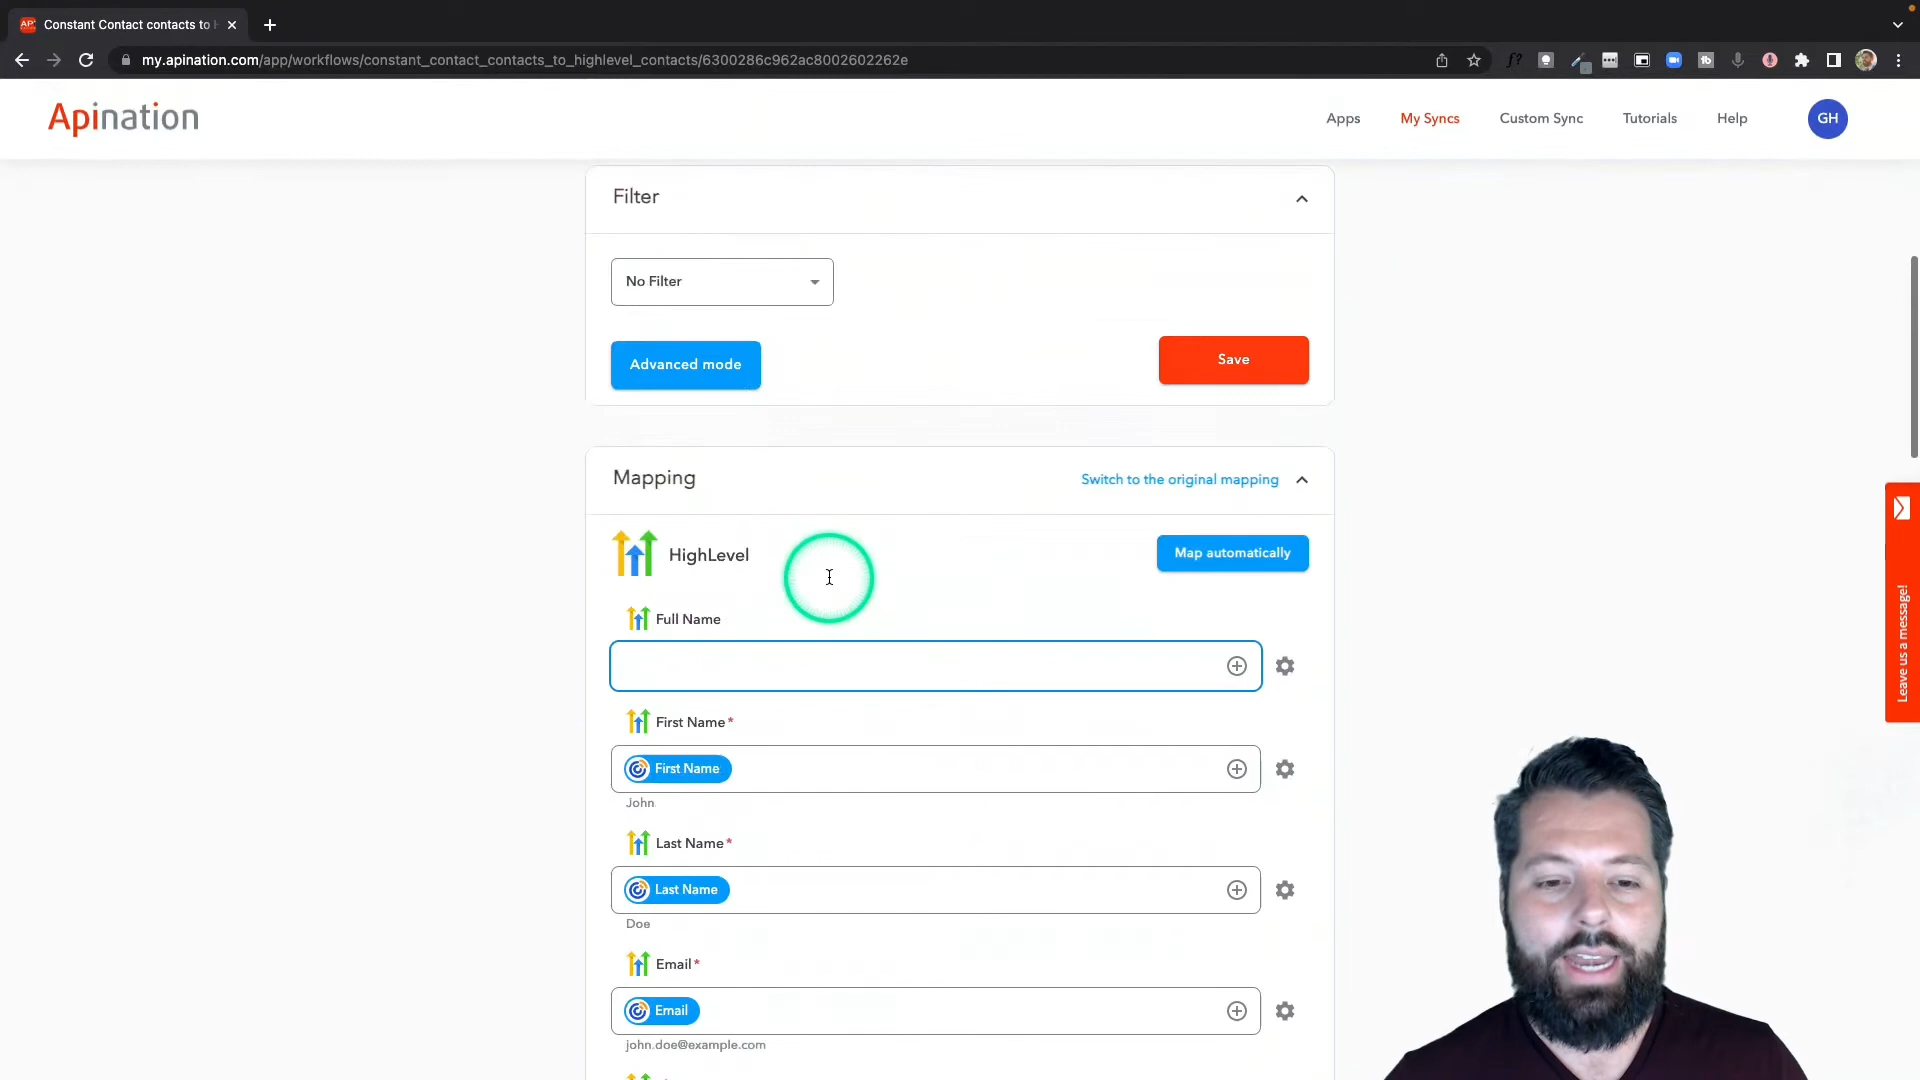 Constant Contact contacts to H
my.apination.com/app/workflows/constant_contact_contacts_to_highlevel_contacts/6300286c962ac8002602262e
Apination
Apps
My Syncs
Custom Sync
Tutorials
Help
GH
Filter
No Filter
Advanced mode
Save
Mapping
Switch to the original mapping
HighLevel
Map automatically
Full Name
First Name*
First Name
John
Last Name*
Last Name
Doe
Email*
Email
john.doe@example.com
Leave us a message!